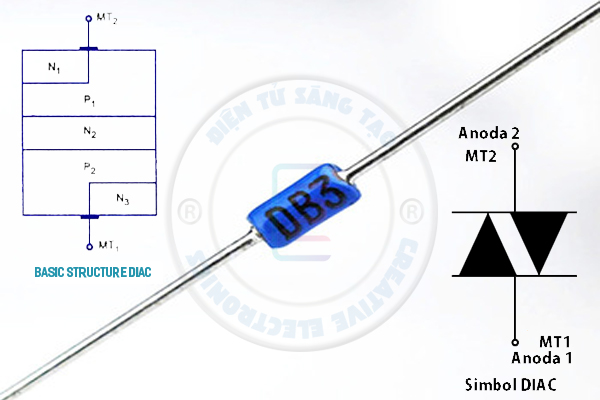 MT2
N1
P1
N2
P2
N3
MT1
BASIC STRUCTURE DIAC
ĐIỆN TỬ SÁNG TẠO
DB3
®
®
CREATIVE ELECTRONICS
Anoda 2
MT2
MT1
Anoda 1
Simbol DIAC